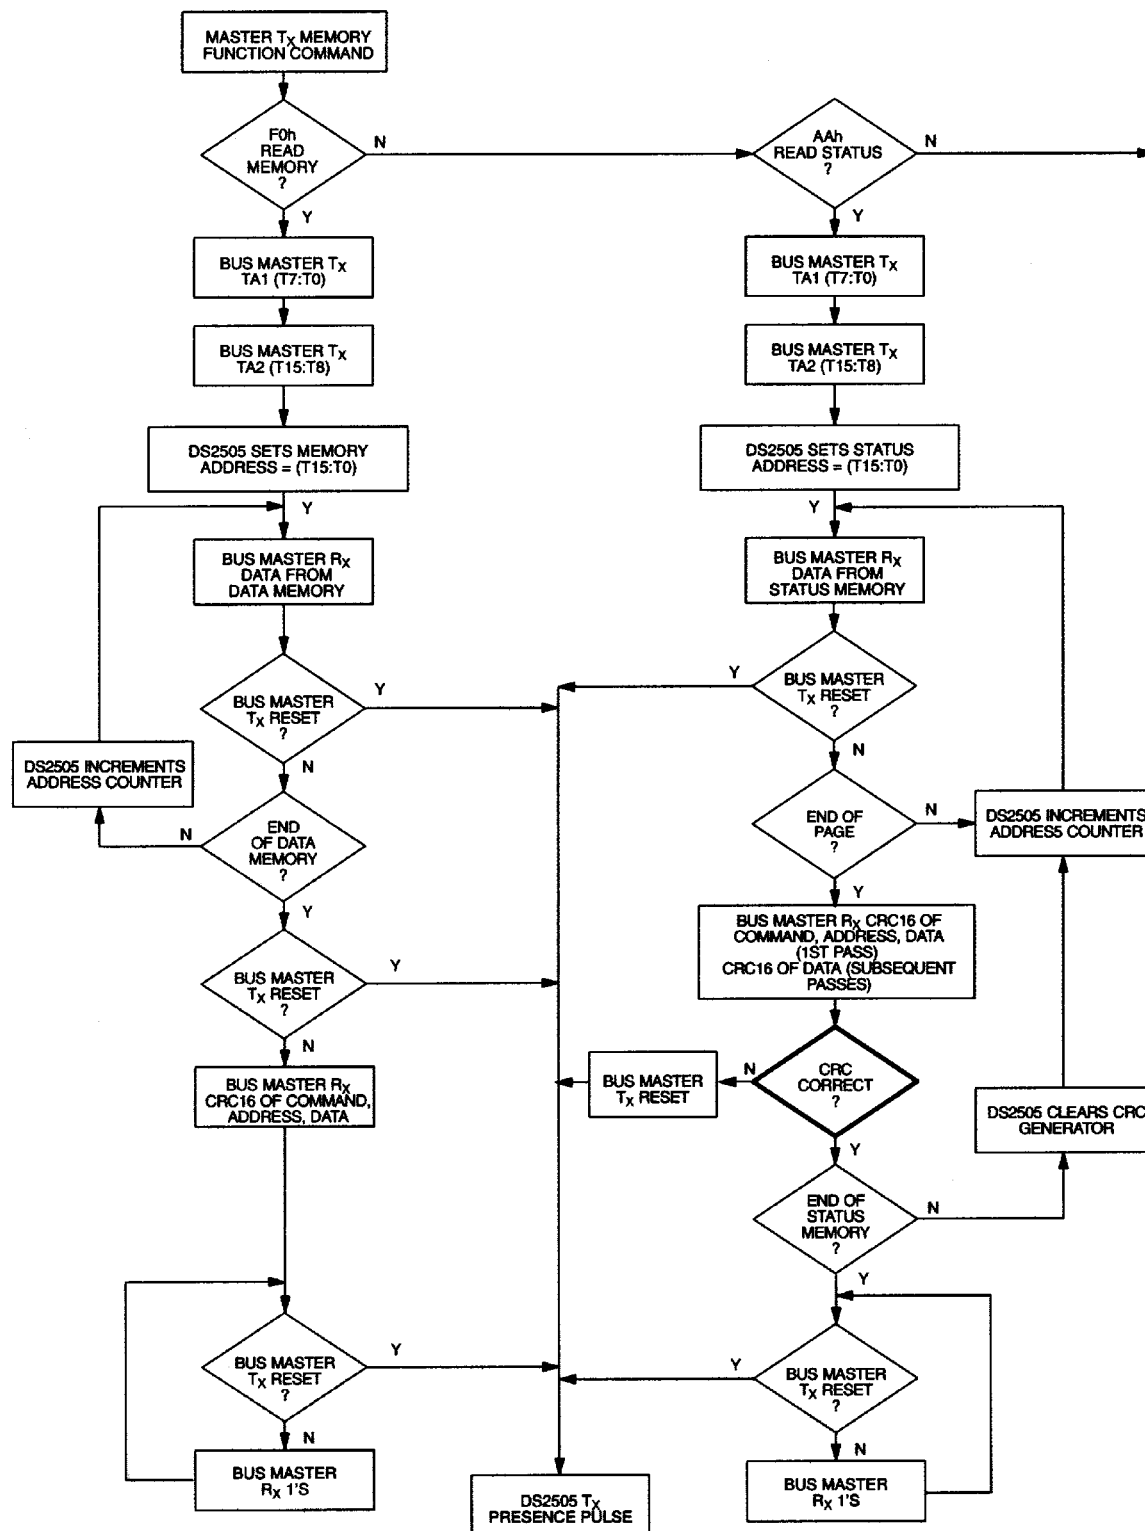 MASTER TX MEMORY
FUNCTION COMMAND
F0h
READ
MEMORY
?
N
Y
BUS MASTER TX
TA1 (T7:T0)
BUS MASTER TX
TA2 (T15:T8)
DS2505 SETS MEMORY
ADDRESS = (T15:T0)
Y
BUS MASTER RX
DATA FROM
DATA MEMORY
BUS MASTER
TX RESET
?
Y
N
DS2505 INCREMENTS
ADDRESS COUNTER
END
OF DATA
MEMORY
?
N
Y
BUS MASTER
TX RESET
?
Y
N
BUS MASTER RX
CRC16 OF COMMAND,
ADDRESS, DATA
BUS MASTER
TX RESET
?
Y
N
BUS MASTER
RX 1'S
AAh
READ STATUS
?
N
Y
BUS MASTER TX
TA1 (T7:T0)
BUS MASTER TX
TA2 (T15:T8)
DS2505 SETS STATUS
ADDRESS = (T15:T0)
Y
BUS MASTER RX
DATA FROM
STATUS MEMORY
BUS MASTER
TX RESET
?
Y
N
END OF
PAGE
?
N
Y
DS2505 INCREMENTS
ADDRESS COUNTER
BUS MASTER RX CRC16 OF
COMMAND, ADDRESS, DATA
(1ST PASS)
CRC16 OF DATA (SUBSEQUENT
PASSES)
CRC
CORRECT
?
N
Y
BUS MASTER
TX RESET
DS2505 CLEARS CRC
GENERATOR
END OF
STATUS
MEMORY
?
N
Y
BUS MASTER
TX RESET
?
Y
N
BUS MASTER
RX 1'S
DS2505 TX
PRESENCE PULSE